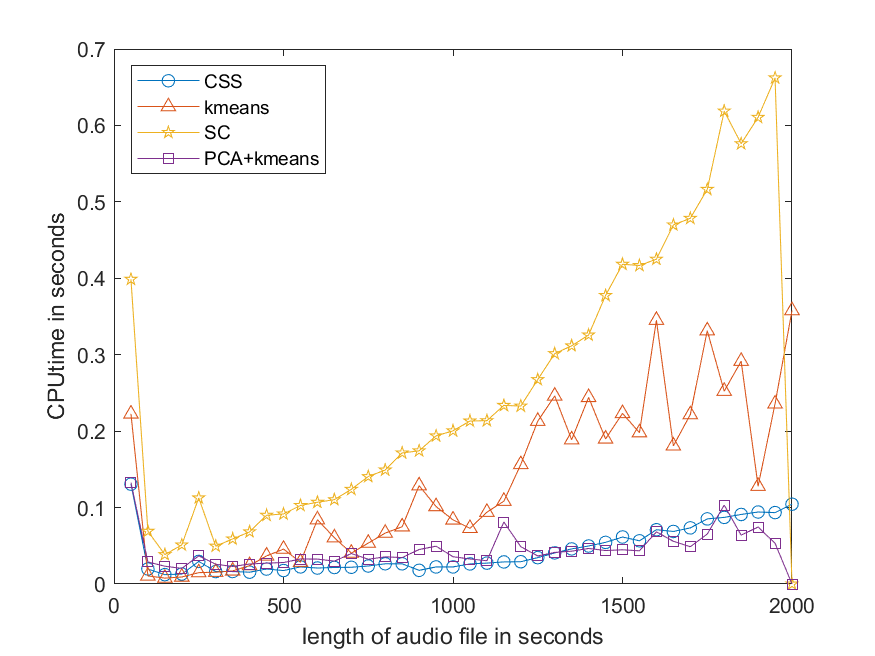 0.7
0.6
0.5
0.4
0.3
0.2
0.1
0
CPUtime in seconds
CSS
kmeans
SC
PCA+kmeans
0 500 1000 1500 2000
length of audio file in seconds